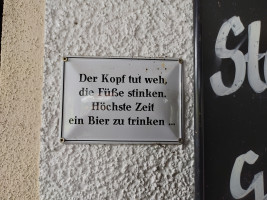 Der Kopf tut weh,
die Füße stinken.
Höchste Zeit
ein Bier zu trinken ...